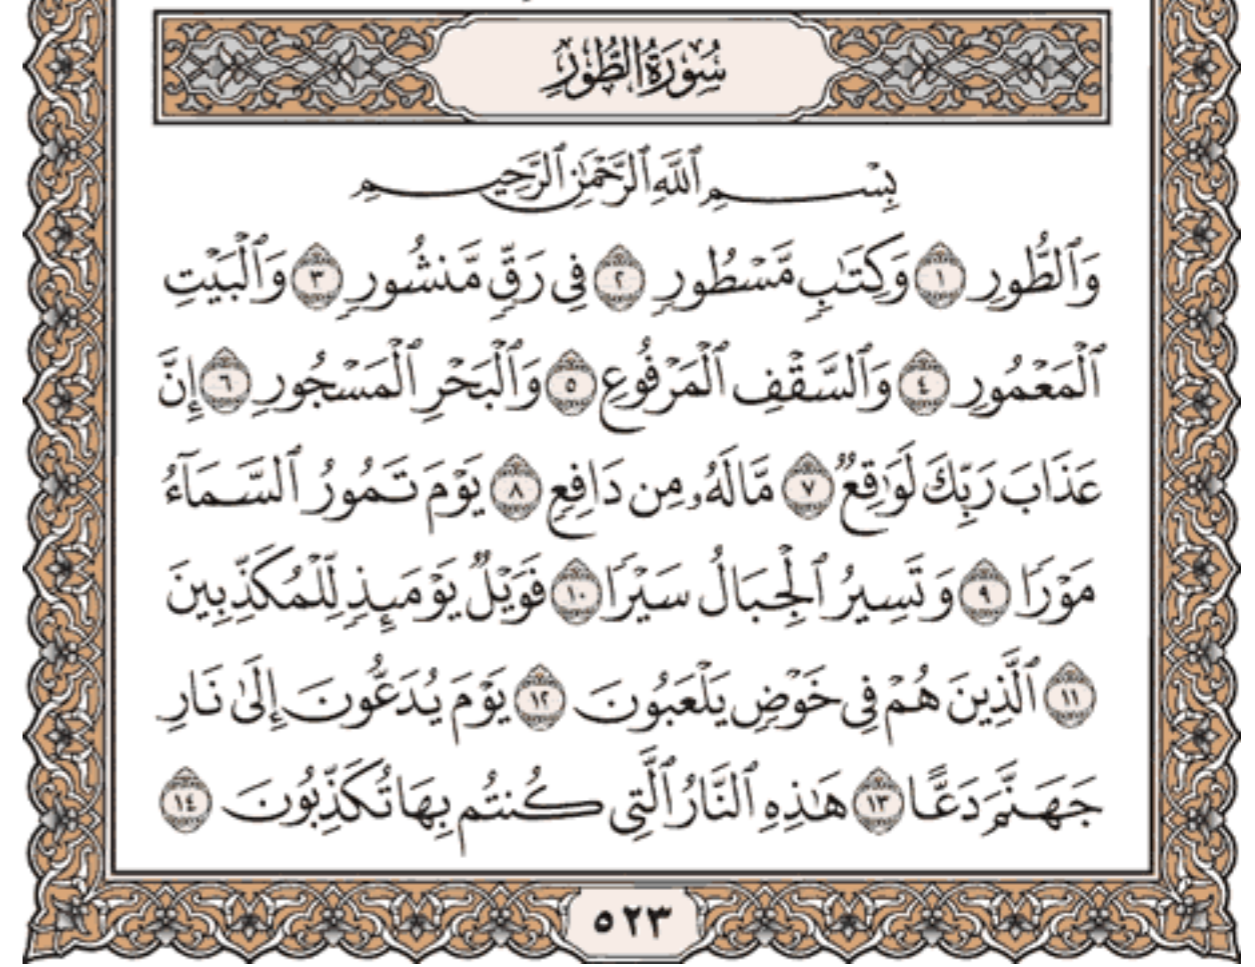 سُورَةُ الطُّورِ
بِسْمِ ٱللَّهِ ٱلرَّحْمَٰنِ ٱلرَّحِيمِ
وَٱلطُّورِ ١ وَكِتَٰبٖ مَّسۡطُورٖ ٢ فِي رَقّٖ مَّنشُورٖ ٣ وَٱلۡبَيۡتِ
ٱلۡمَعۡمُورِ ٤ وَٱلسَّقۡفِ ٱلۡمَرۡفُوعِ ٥ وَٱلۡبَحۡرِ ٱلۡمَسۡجُورِ ٦ إِنَّ
عَذَابَ رَبِّكَ لَوَٰقِعٞ ٧ مَّا لَهُۥ مِن دَافِعٖ ٨ يَوۡمَ تَمُورُ ٱلسَّمَآءُ
مَوۡرٗا ٩ وَتَسِيرُ ٱلۡجِبَالُ سَيۡرٗا ١٠ فَوَيۡلٞ يَوۡمَئِذٖ لِّلۡمُكَذِّبِينَ
١١ ٱلَّذِينَ هُمۡ فِي خَوۡضٖ يَلۡعَبُونَ ١٢ يَوۡمَ يُدَعُّونَ إِلَىٰ نَارِ
جَهَنَّمَ دَعًّا ١٣ هَٰذِهِ ٱلنَّارُ ٱلَّتِي كُنتُم بِهَا تُكَذِّبُونَ ١٤
٥٢٣